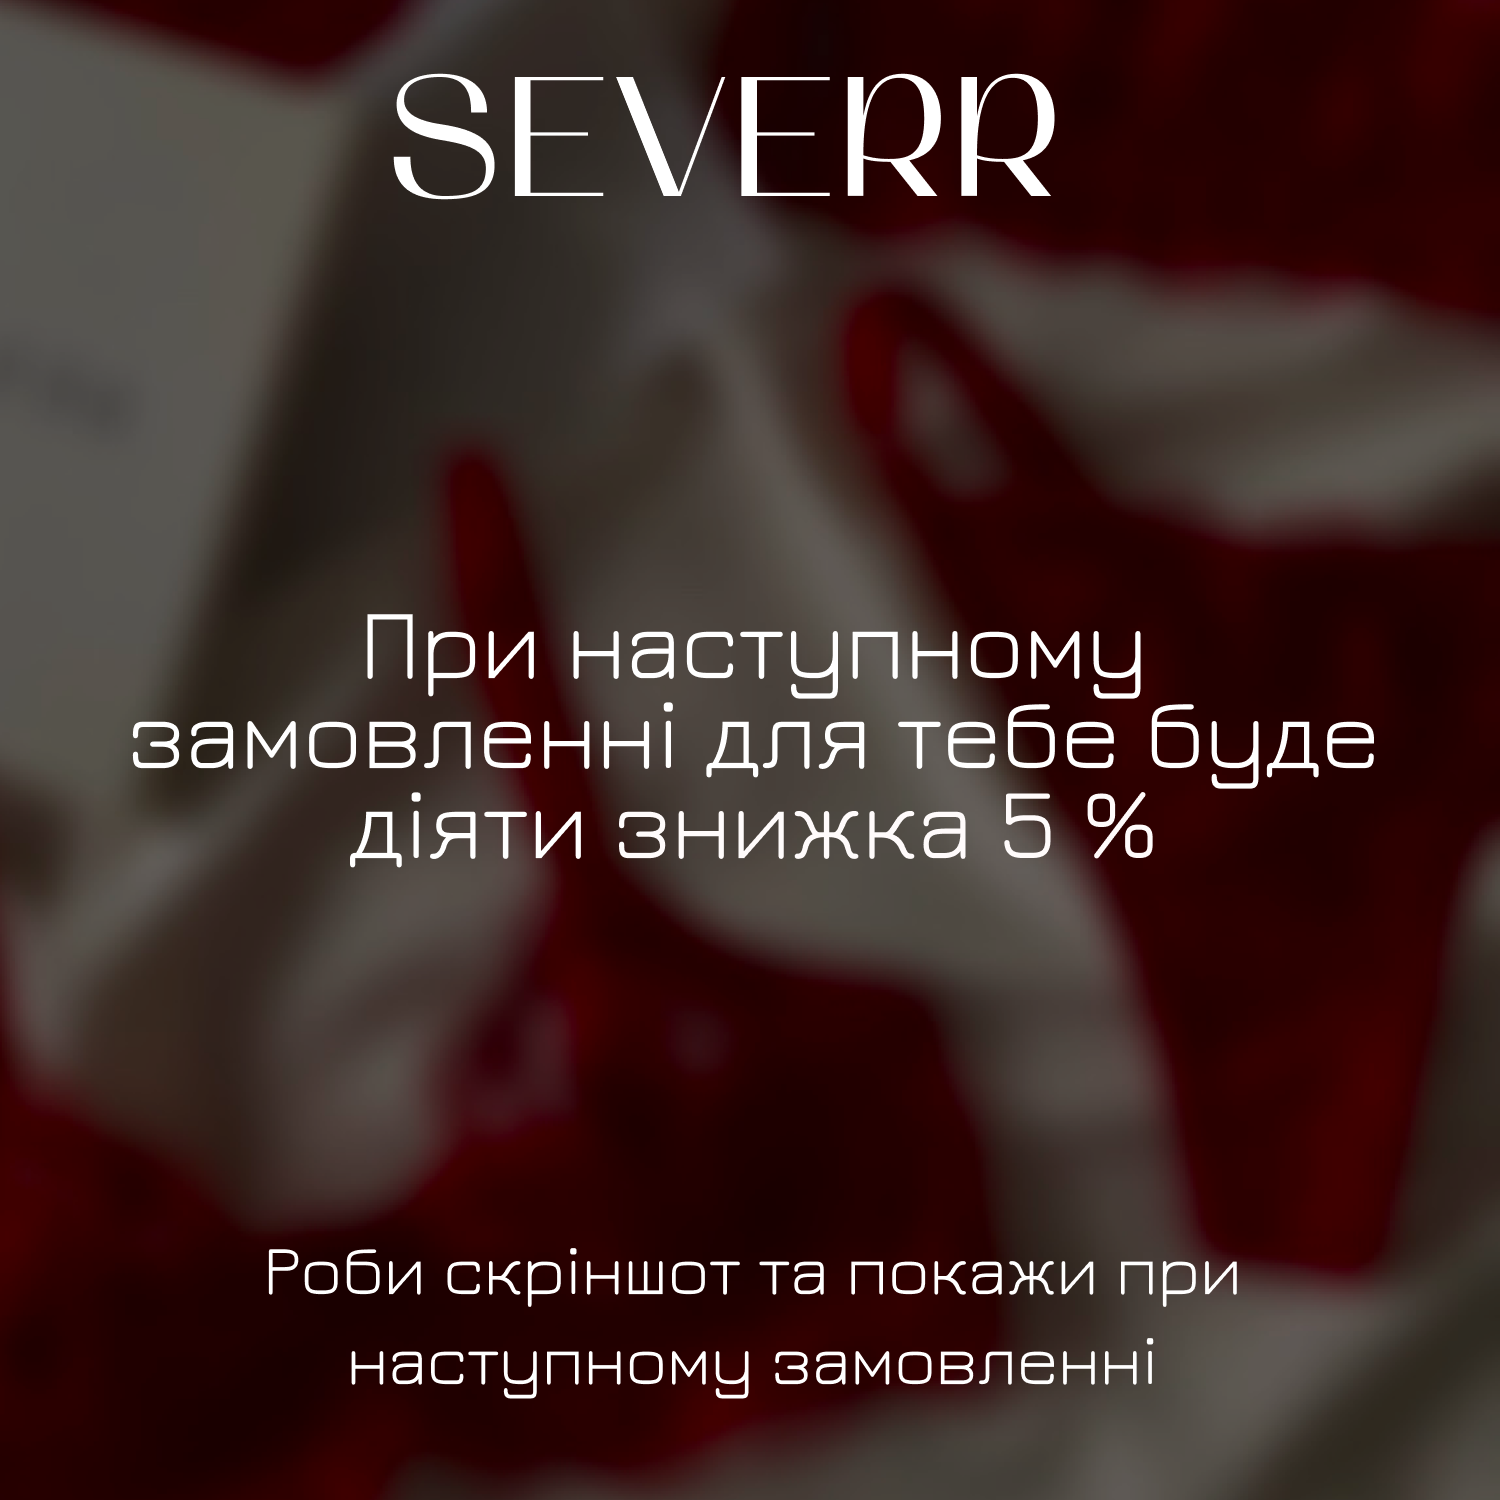 SEVERR
При наступному
замовленні для тебе буде
діяти знижка 5 %
Роби скріншот та покажи при
наступному замовленні